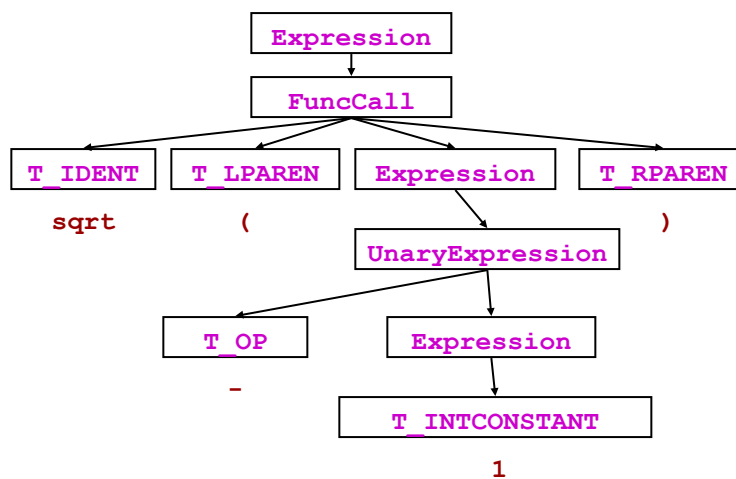 Expression
FuncCall
T_IDENT T_LPAREN Expression T_RPAREN
sqrt ( )
UnaryExpression
T_OP Expression
-
T_INTCONSTANT
1